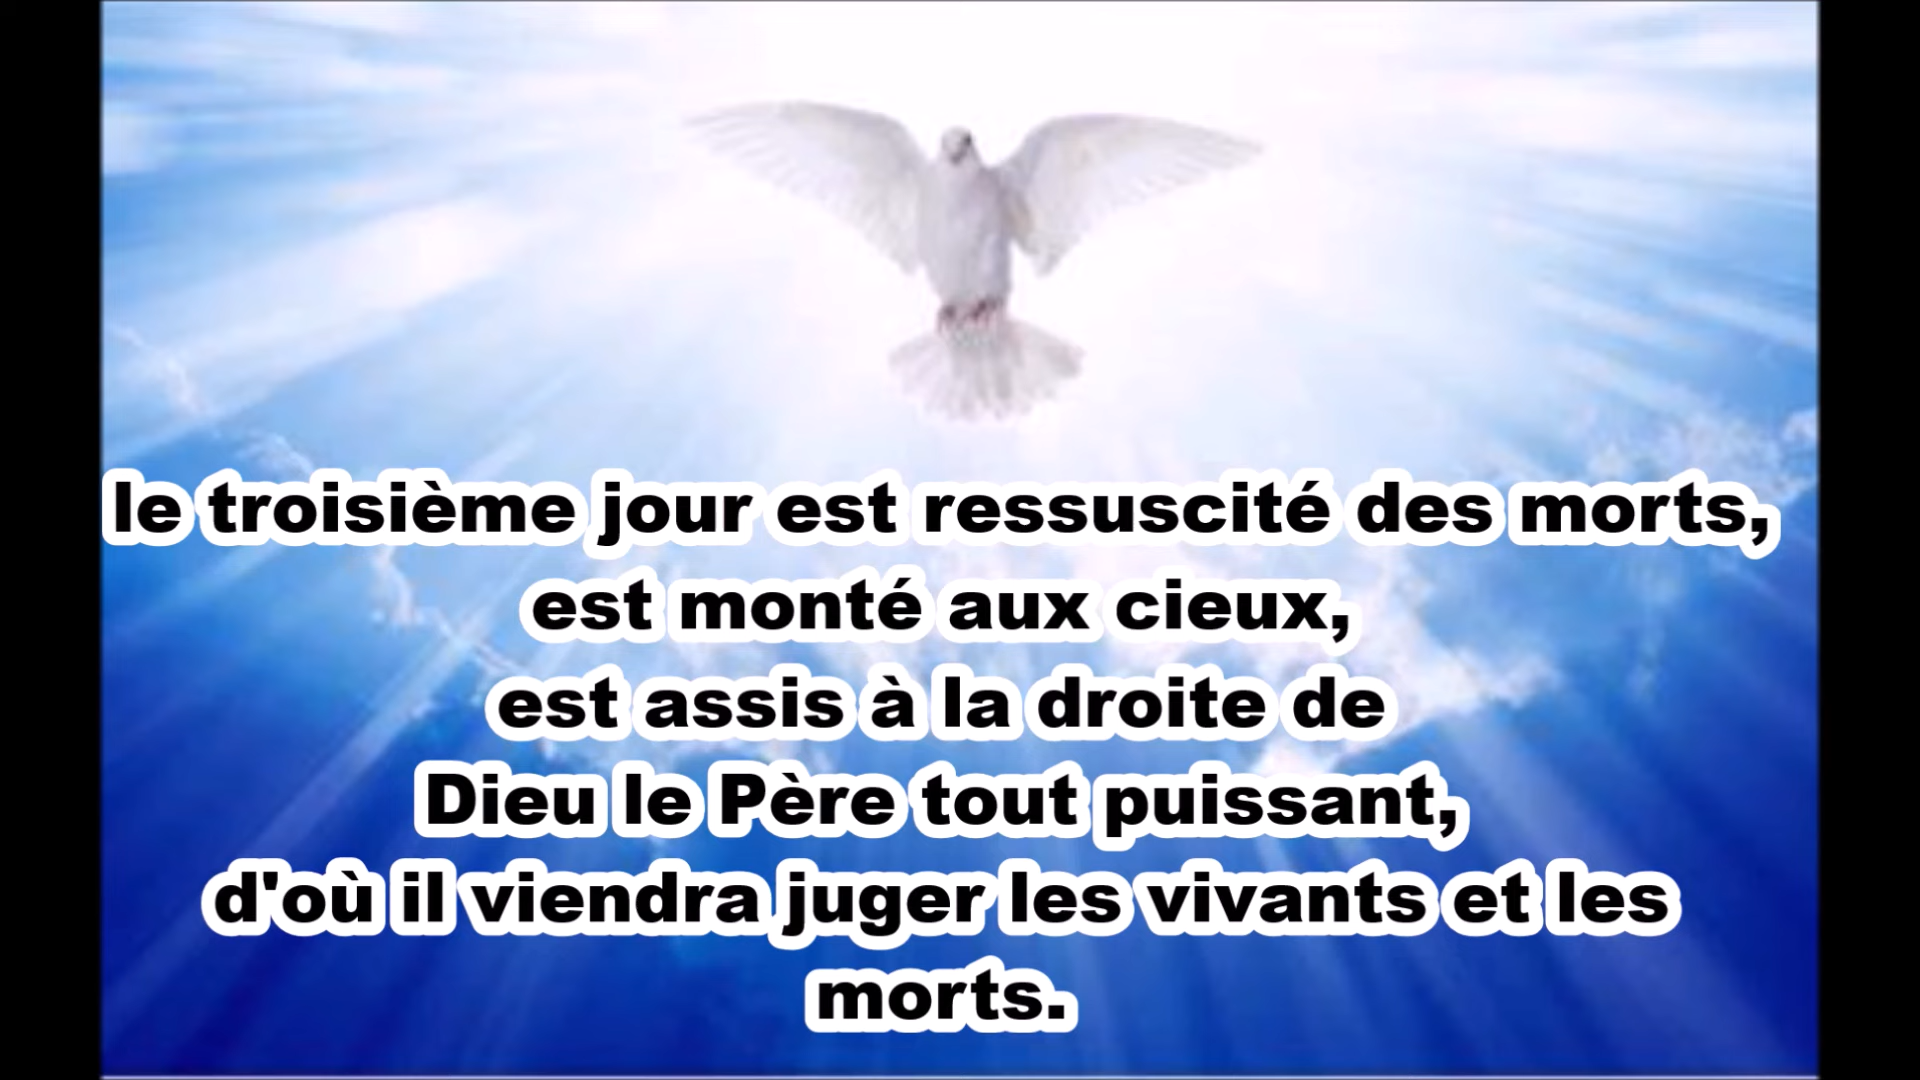 le troisième jour est ressuscité des morts,
est monté aux cieux,
est assis à la droite de
Dieu le Père tout puissant,
d'où il viendra juger les vivants et les
morts.